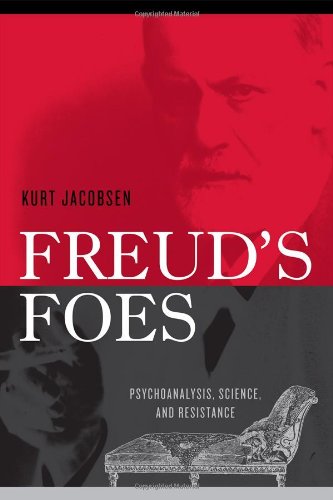 KURT JACOBSEN
FREUD'S
FOES
PSYCHOANALYSIS, SCIENCE,
AND RESISTANCE